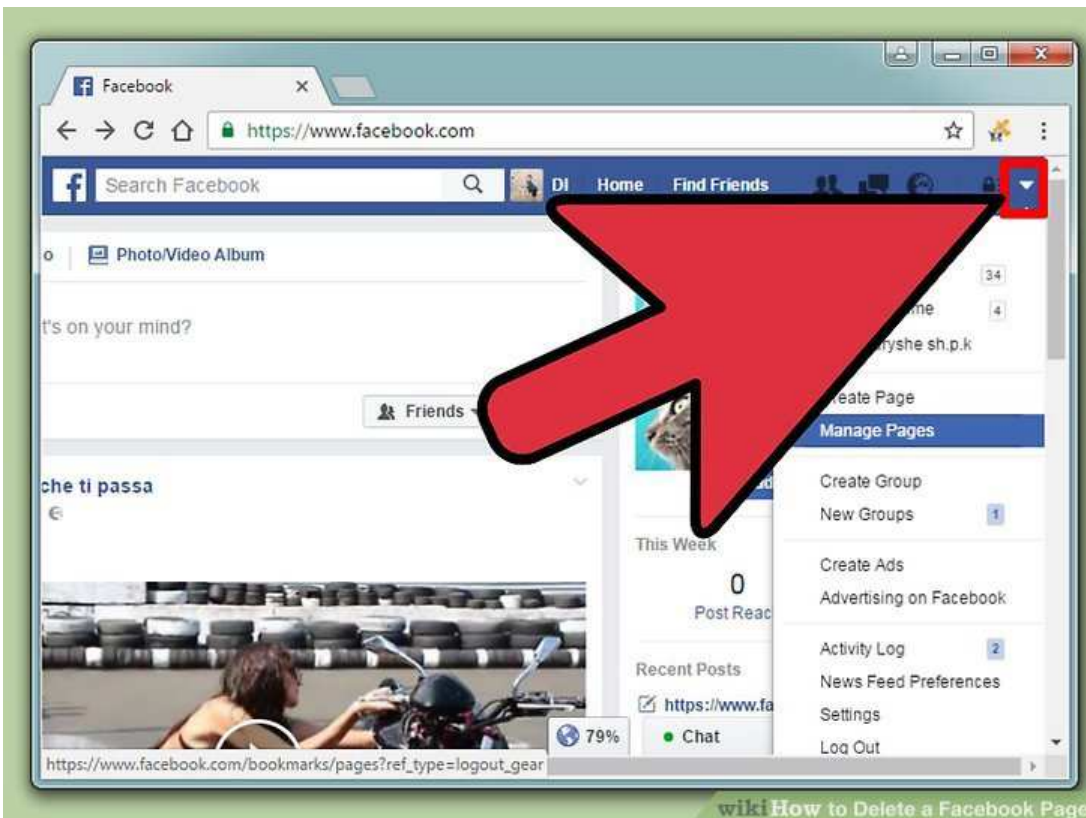 Facebook
https://www.facebook.com
f Search Facebook DI Home Find Friends
o Photo/Video Album
34
t's on your mind?
me 4
ryshe sh.p.k
Friends
eate Page
Manage Pages
che ti passa
Create Group
New Groups 1
This Week
0
Post Reac
Create Ads
Advertising on Facebook
Activity Log 2
Recent Posts
News Feed Preferences
https://www.fa
Settings
79% Chat
Log Out
https://www.facebook.com/bookmarks/pages?ref_type=logout_gear
wikiHow to Delete a Facebook Page